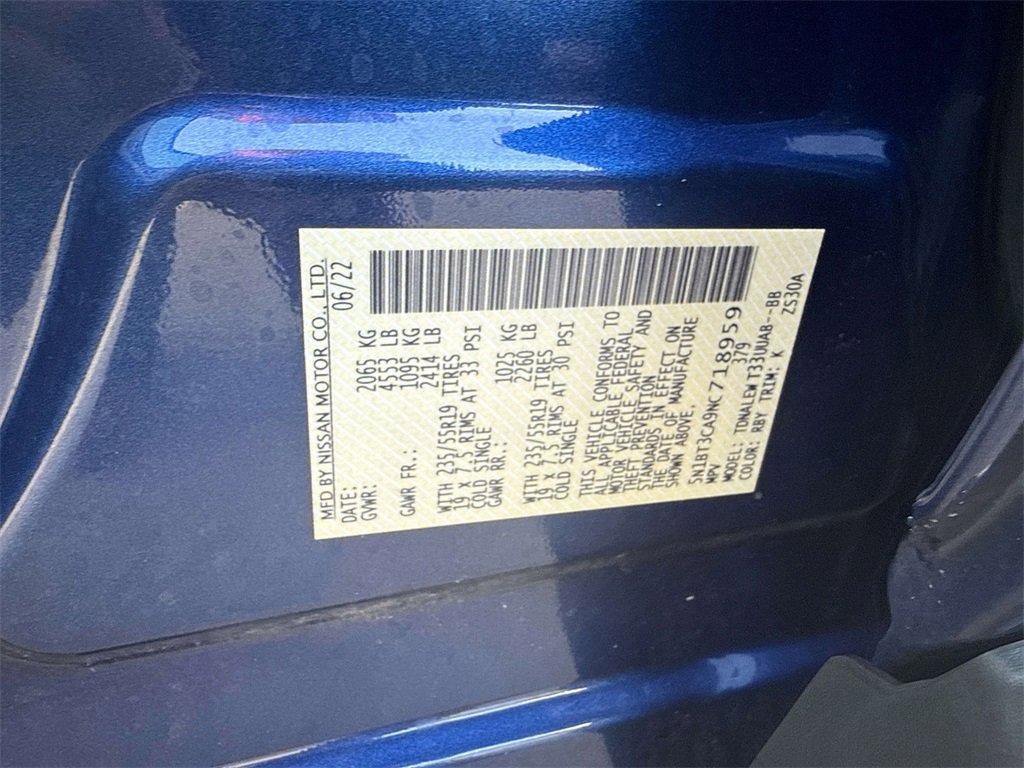 MFD BY NISSAN MOTOR CO., LTD.
DATE: 06/22
GVWR: 2065 KG
4553 LB
GAWR FR.: 1095 KG
2414 LB
WITH 235/55R19 TIRES
19 X 7.5 RIMS AT 33 PSI
COLD SINGLE
GAWR RR.: 1025 KG
2260 LB
WITH 235/55R19 TIRES
19 X 7.5 RIMS AT 30 PSI
COLD SINGLE
THIS VEHICLE CONFORMS TO
ALL APPLICABLE FEDERAL
MOTOR VEHICLE SAFETY AND
THEFT PREVENTION
STANDARDS IN EFFECT ON
THE DATE OF MANUFACTURE
SHOWN ABOVE.
5N1BT3CA9NC718959
MPV 379
MODEL: TDNALEWT33UUAB--BB
COLOR: RBY TRIM: K ZS30A